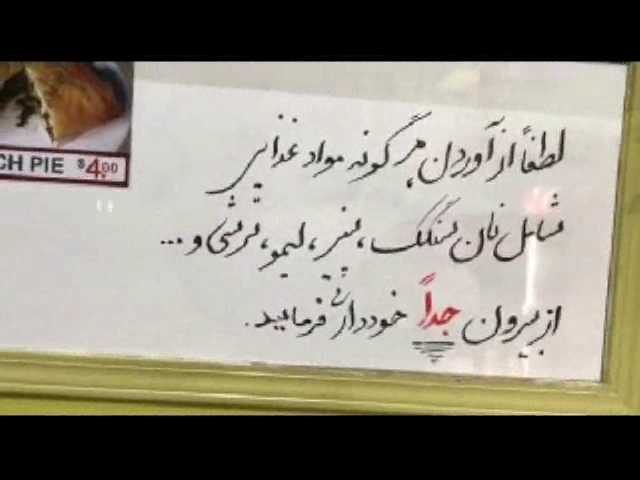 CH PIE $4.00
لطفاً از آوردن هرگونه مواد غذایی
شامل نان سنگک، پنیر، لیمو، ترشی و ...
از بیرون جداً خودداری فرمایید.